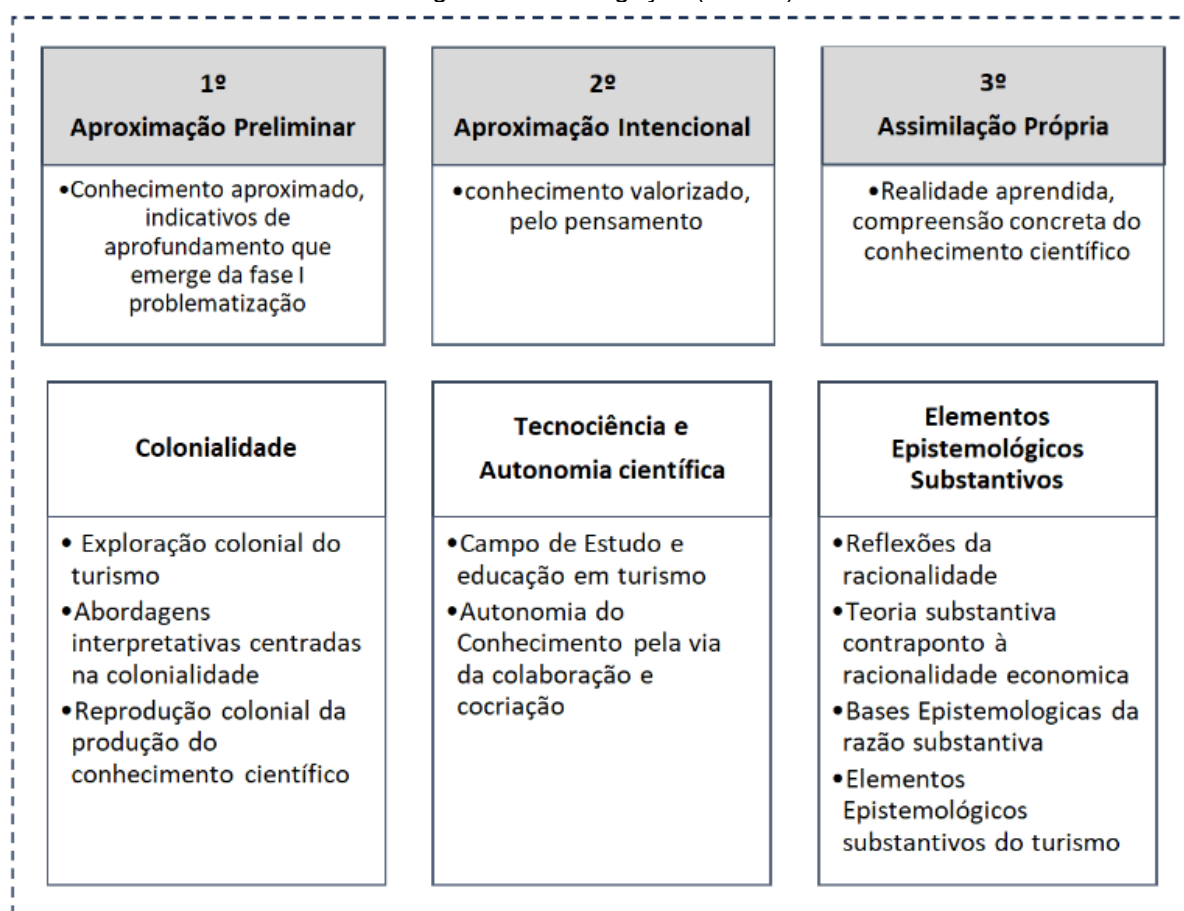 1º
Aproximação Preliminar
•Conhecimento aproximado,
indicativos de
aprofundamento que
emerge da fase I
problematização
2º
Aproximação Intencional
•conhecimento valorizado,
pelo pensamento
3º
Assimilação Própria
•Realidade aprendida,
compreensão concreta do
conhecimento científico
Colonialidade
• Exploração colonial do
turismo
•Abordagens
interpretativas centradas
na colonialidade
•Reprodução colonial da
produção do
conhecimento científico
Tecnociência e
Autonomia científica
•Campo de Estudo e
educação em turismo
•Autonomia do
Conhecimento pela via
da colaboração e
cocriação
Elementos
Epistemológicos
Substantivos
•Reflexões da
racionalidade
•Teoria substantiva
contraponto à
racionalidade economica
•Bases Epistemologicas da
razão substantiva
•Elementos
Epistemológicos
substantivos do turismo